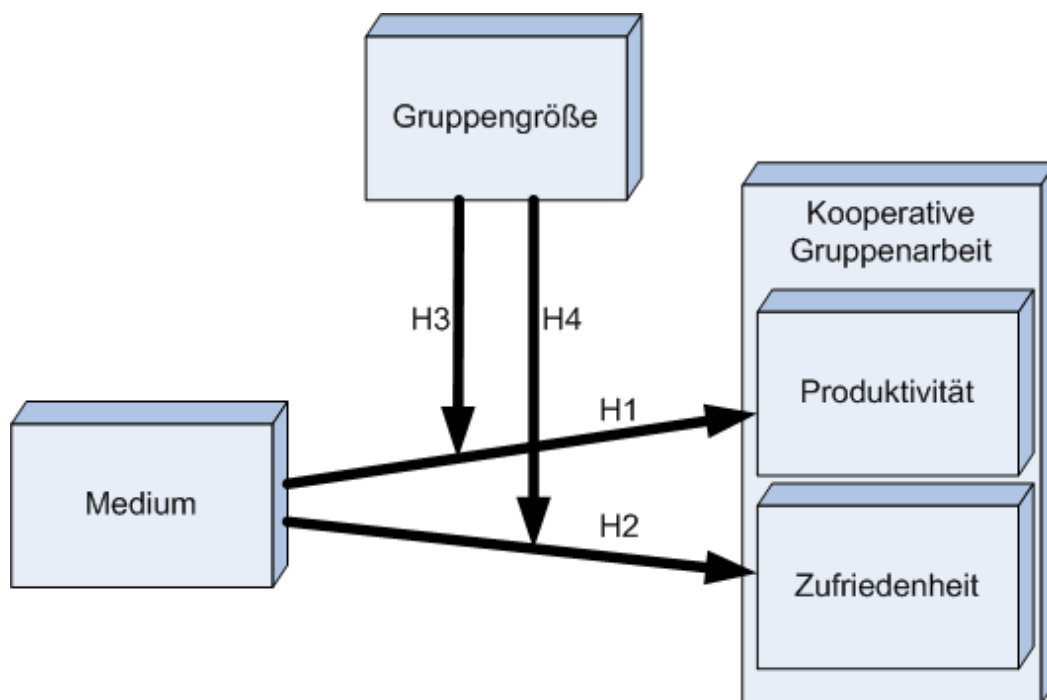 Gruppengröße
Kooperative
Gruppenarbeit
H3
H4
Produktivität
H1
Medium
H2
Zufriedenheit